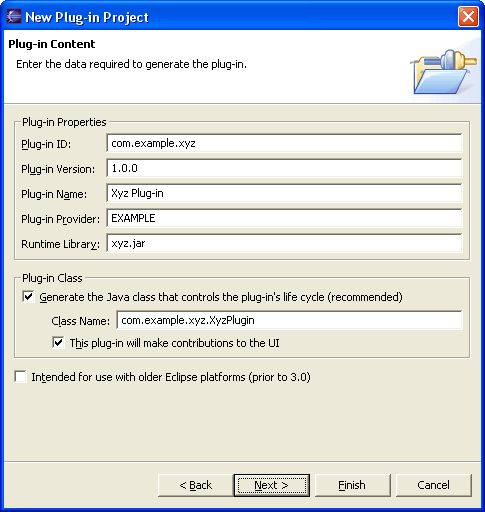 New Plug-in Project
Plug-in Content
Enter the data required to generate the plug-in.
Plug-in Properties
Plug-in ID: com.example.xyz
Plug-in Version: 1.0.0
Plug-in Name: Xyz Plug-in
Plug-in Provider: EXAMPLE
Runtime Library: xyz.jar
Plug-in Class
Generate the Java class that controls the plug-in's life cycle (recommended)
Class Name: com.example.xyz.XyzPlugin
This plug-in will make contributions to the UI
Intended for use with older Eclipse platforms (prior to 3.0)
< Back Next > Finish Cancel